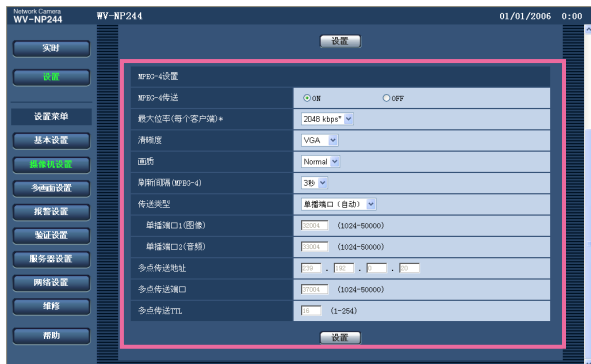 Network Camera
WV-NP244
WV-NP244 01/01/2006 0:00
实时
设置
设置菜单
基本设置
摄像机设置
多画面设置
报警设置
验证设置
服务器设置
网络设置
维修
帮助
设置
MPEG-4设置
MPEG-4传送 ON OFF
最大位率(每个客户端)* 2048 kbps*
清晰度 VGA
画质 Normal
刷新间隔(MPEG-4) 3秒
传送类型 单播端口（自动）
单播端口1(图像) 32004 (1024-50000)
单播端口2(音频) 33004 (1024-50000)
多点传送地址 239 . 192 . 0 . 20
多点传送端口 37004 (1024-50000)
多点传送TTL 16 (1-254)
设置